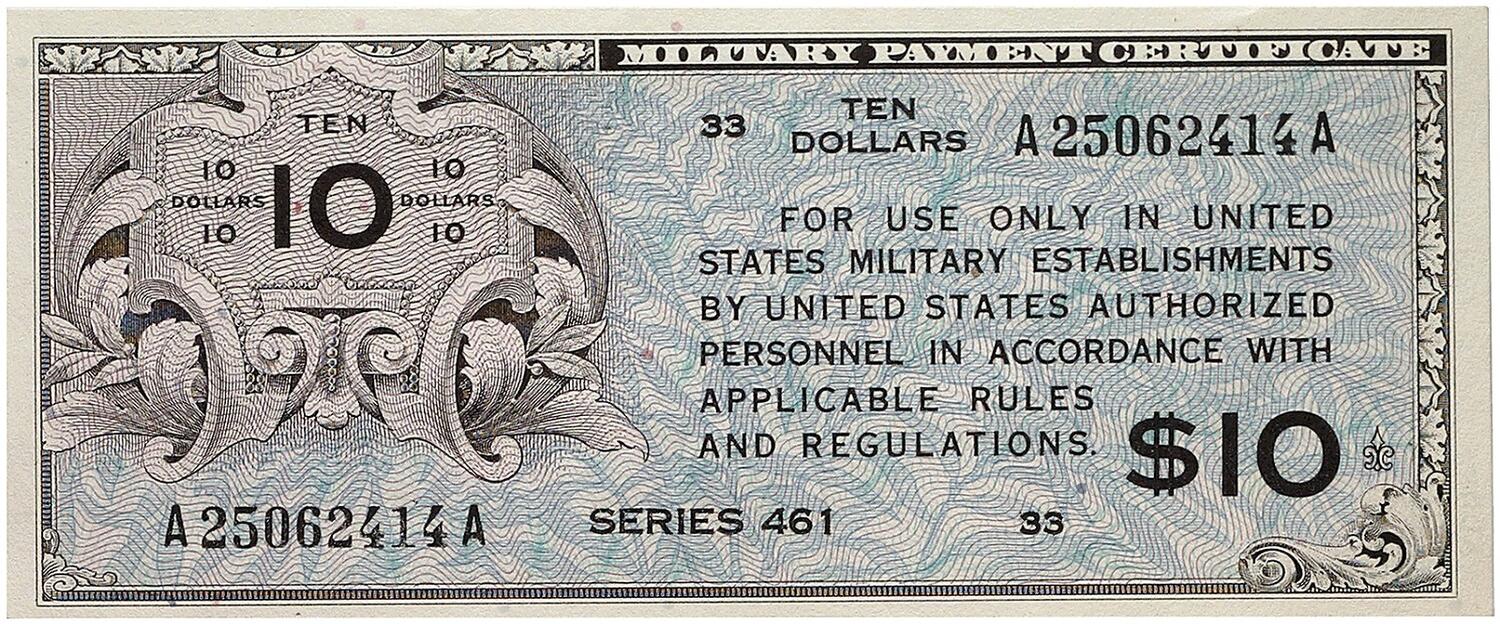 MILITARY PAYMENT CERTIFICATE
TEN
10 10
DOLLARS 10 DOLLARS
10 10
33 TEN DOLLARS A25062414A
FOR USE ONLY IN UNITED
STATES MILITARY ESTABLISHMENTS
BY UNITED STATES AUTHORIZED
PERSONNEL IN ACCORDANCE WITH
APPLICABLE RULES
AND REGULATIONS.
$10
A25062414A SERIES 461 33